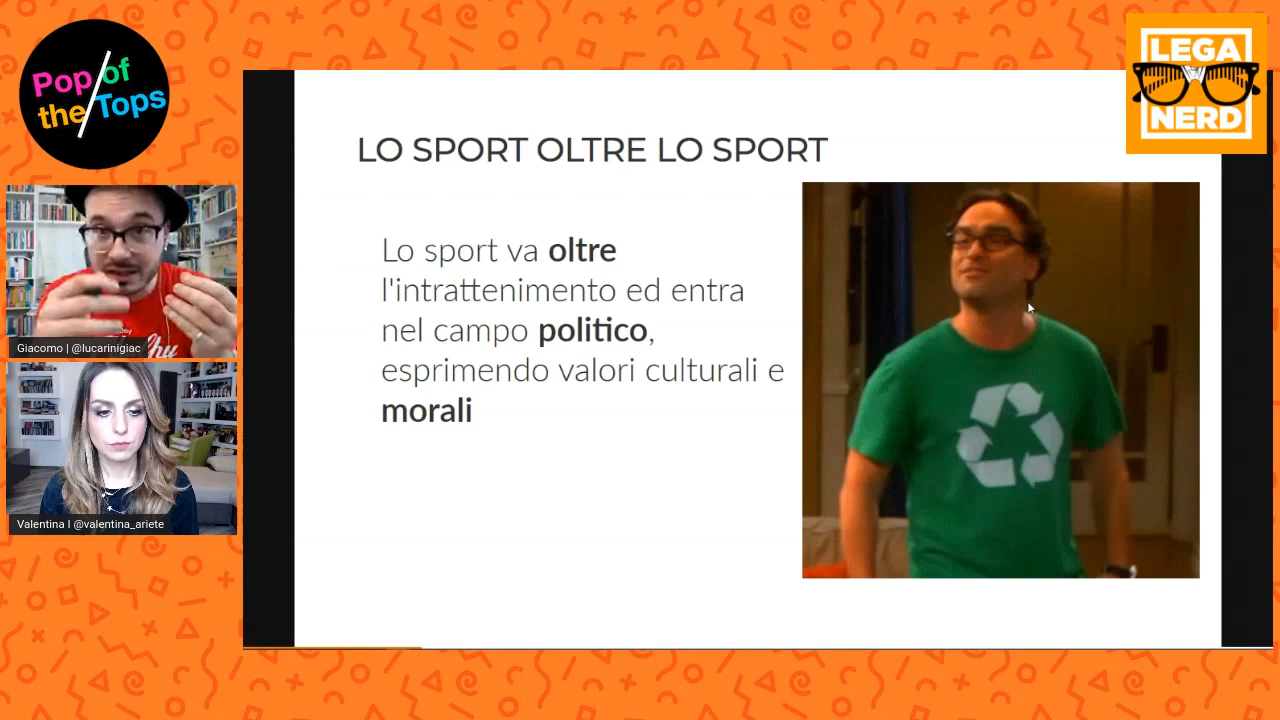 Pop of
the Tops
LEGA
NERD
LO SPORT OLTRE LO SPORT
Lo sport va oltre
l'intrattenimento ed entra
nel campo politico,
esprimendo valori culturali e
morali
Giacomo | @lucarinigiac
Valentina I @valentina_ariete